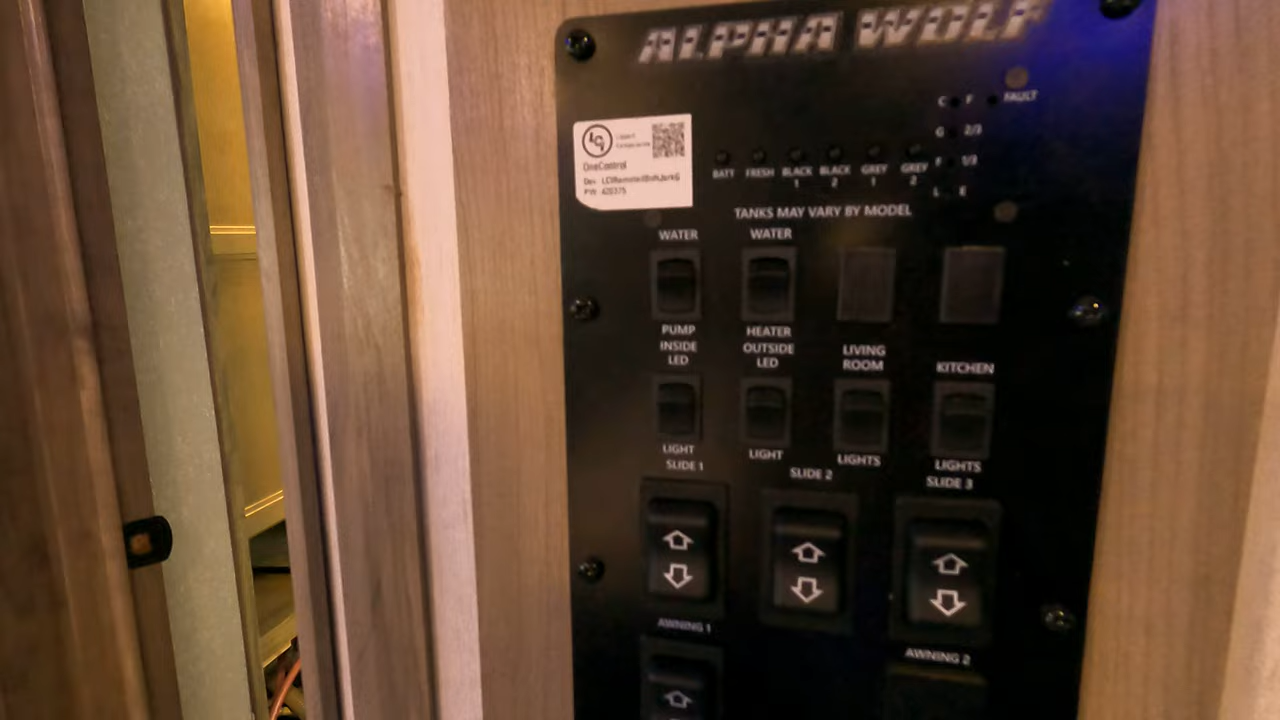 ALPHA WOLF
C F FAULT
G 2/3
F 1/3
L E
LCI
OneControl
PW
BATT FRESH BLACK 1 BLACK 2 GREY 1 GREY 2
TANKS MAY VARY BY MODEL
WATER WATER
PUMP HEATER
INSIDE LED OUTSIDE LED LIVING ROOM KITCHEN
LIGHT LIGHT LIGHTS LIGHTS
SLIDE 1 SLIDE 2 SLIDE 3
AWNING 1 AWNING 2